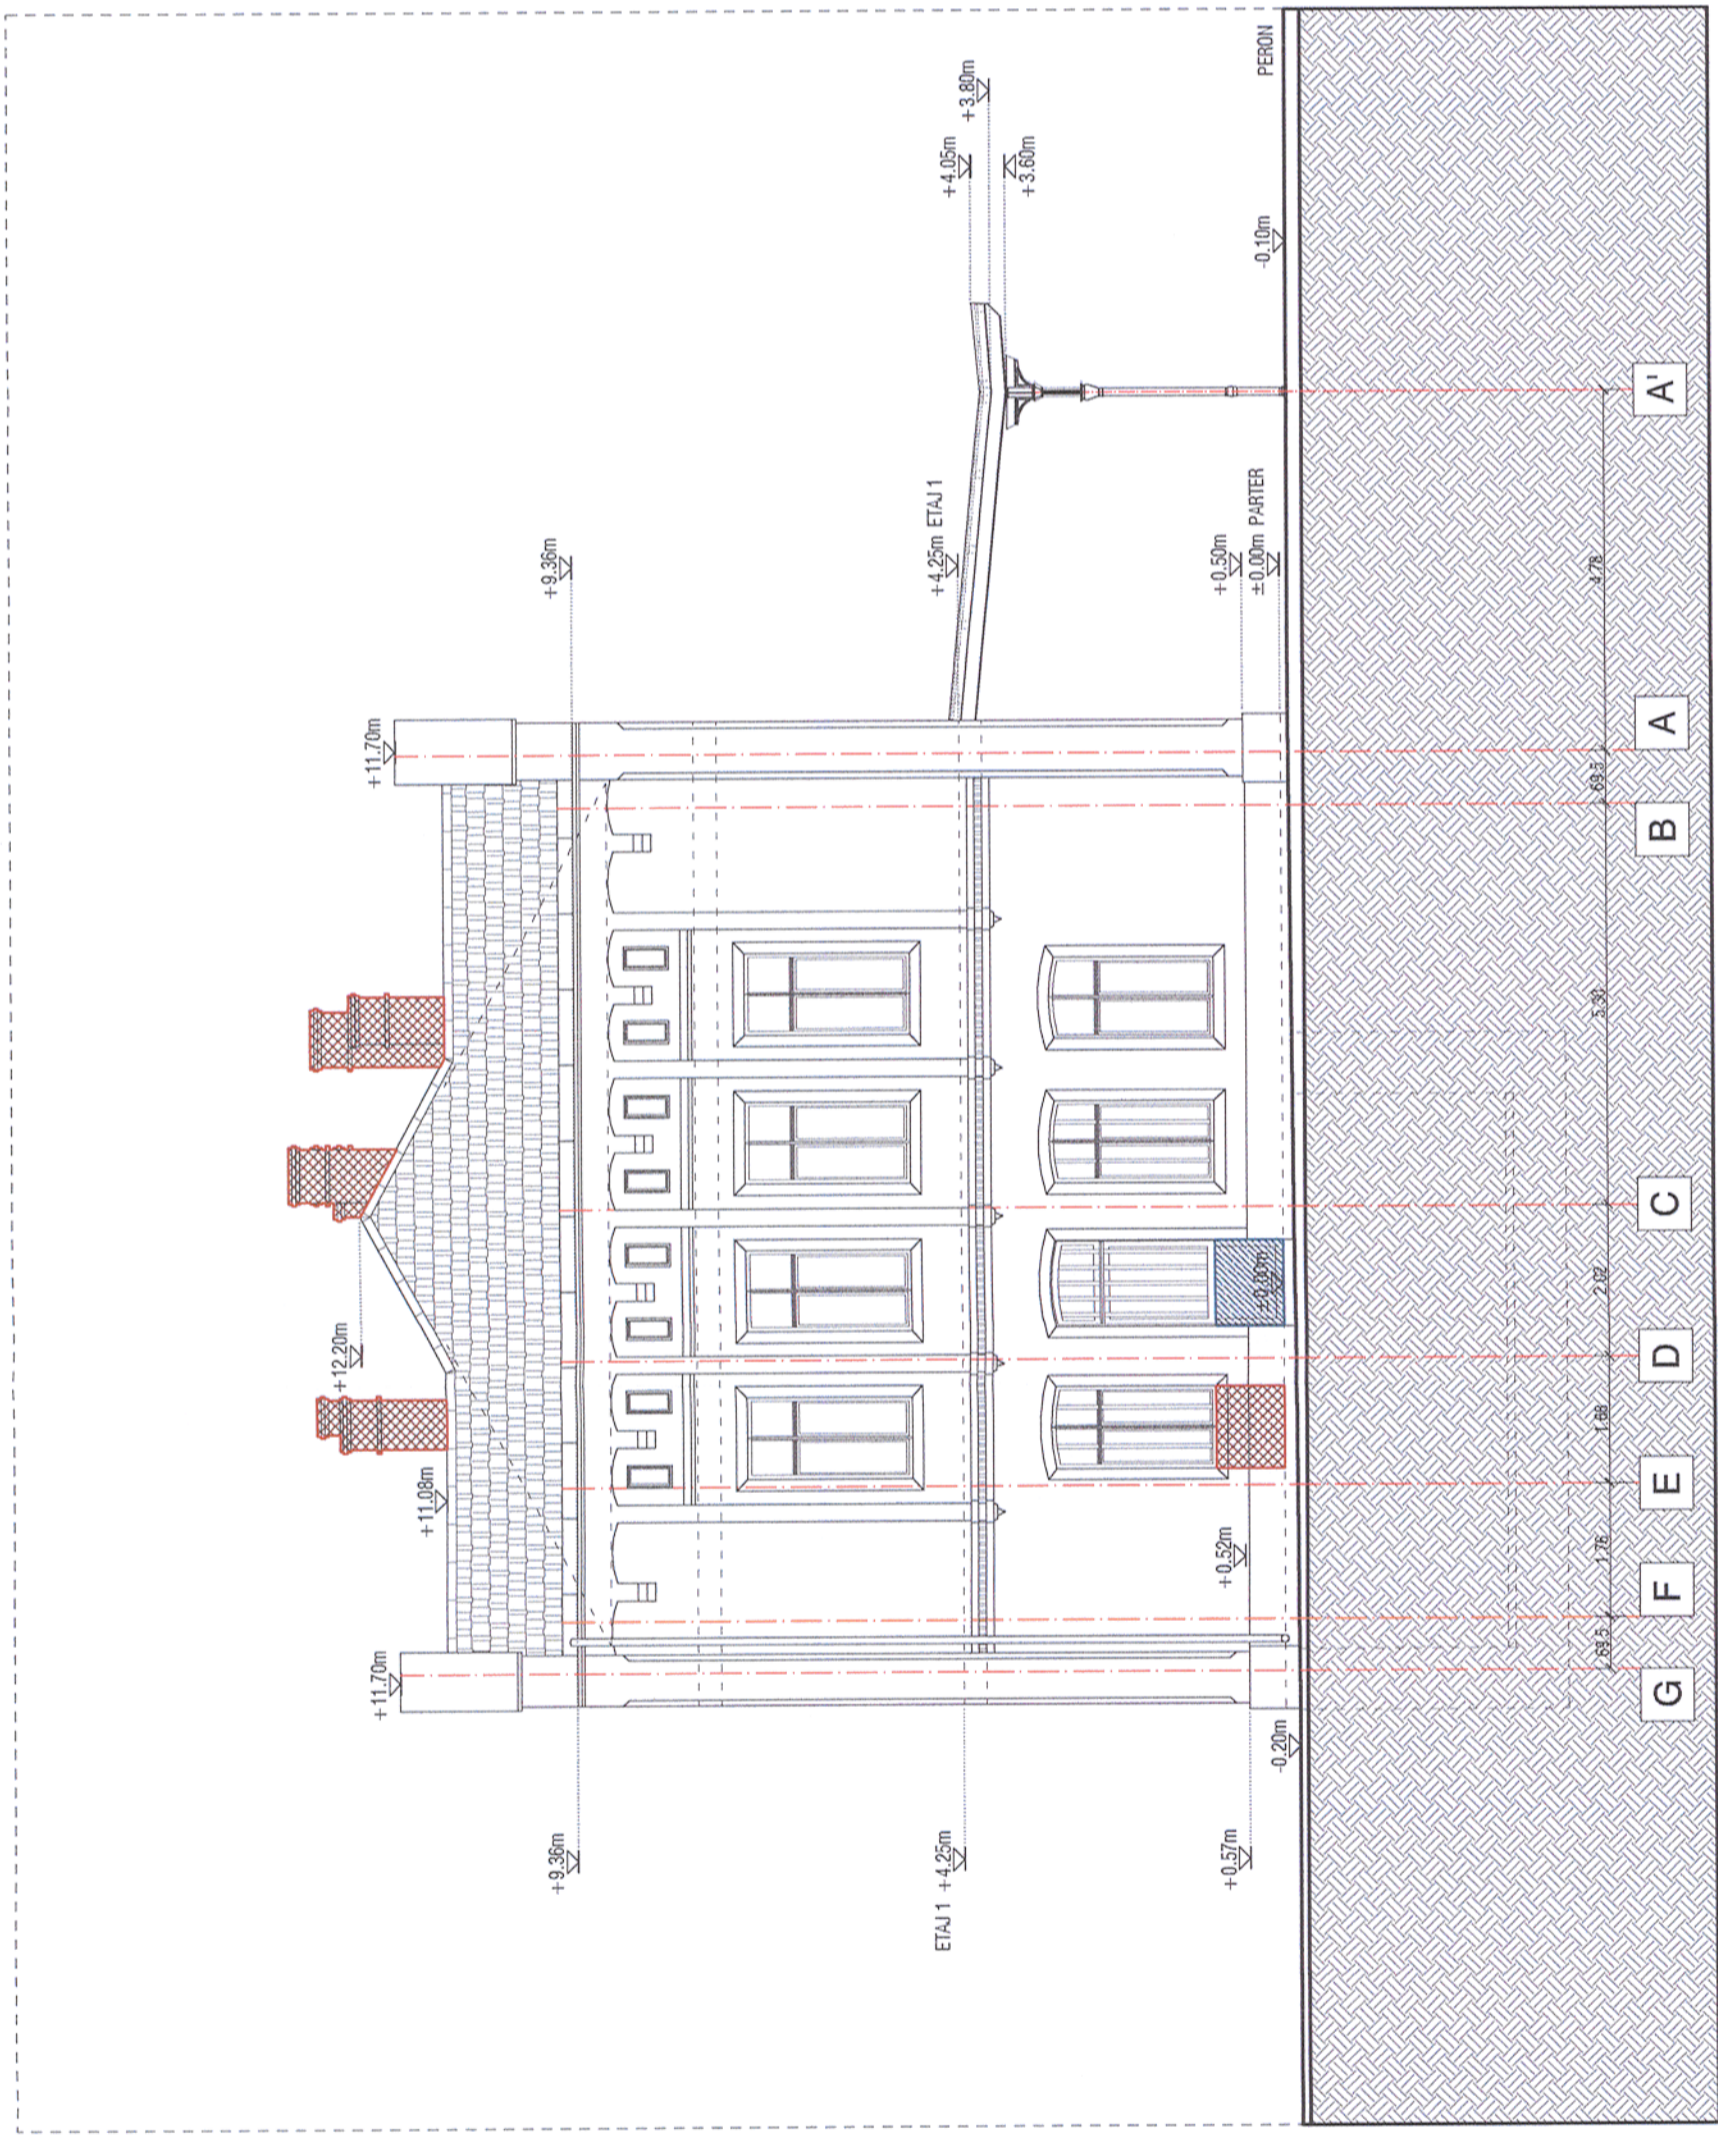 +12.20m
+11.70m
+11.08m
+11.70m
+9.36m
+9.36m
ETAJ 1 +4.25m
+4.25m ETAJ 1
+4.05m
+3.80m
+3.60m
+0.57m
+0.52m
±0.00m
+0.50m
±0.00m PARTER
-0.20m
-0.10m
PERON
69.5 1.76 1.68 2.02 5.30 69.5 4.78
G F E D C B A A'